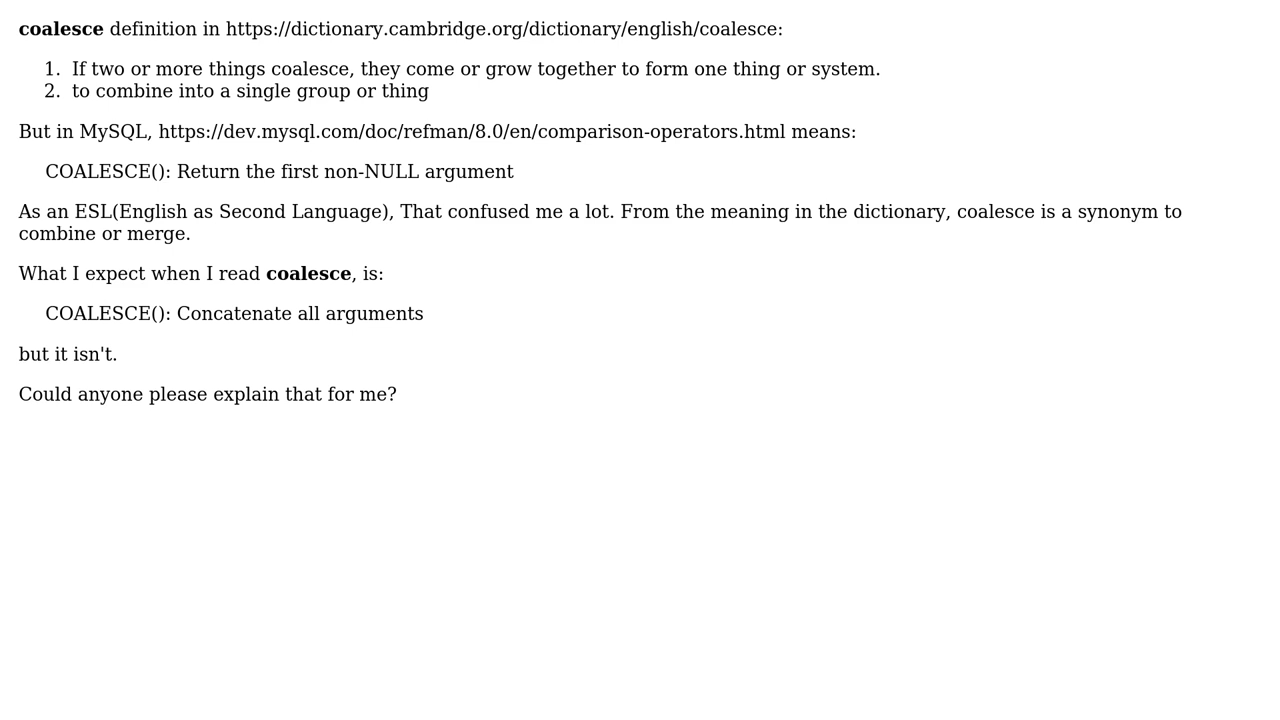 coalesce definition in https://dictionary.cambridge.org/dictionary/english/coalesce:
1. If two or more things coalesce, they come or grow together to form one thing or system.
2. to combine into a single group or thing
But in MySQL, https://dev.mysql.com/doc/refman/8.0/en/comparison-operators.html means:
COALESCE(): Return the first non-NULL argument
As an ESL(English as Second Language), That confused me a lot. From the meaning in the dictionary, coalesce is a synonym to
combine or merge.
What I expect when I read coalesce, is:
COALESCE(): Concatenate all arguments
but it isn't.
Could anyone please explain that for me?